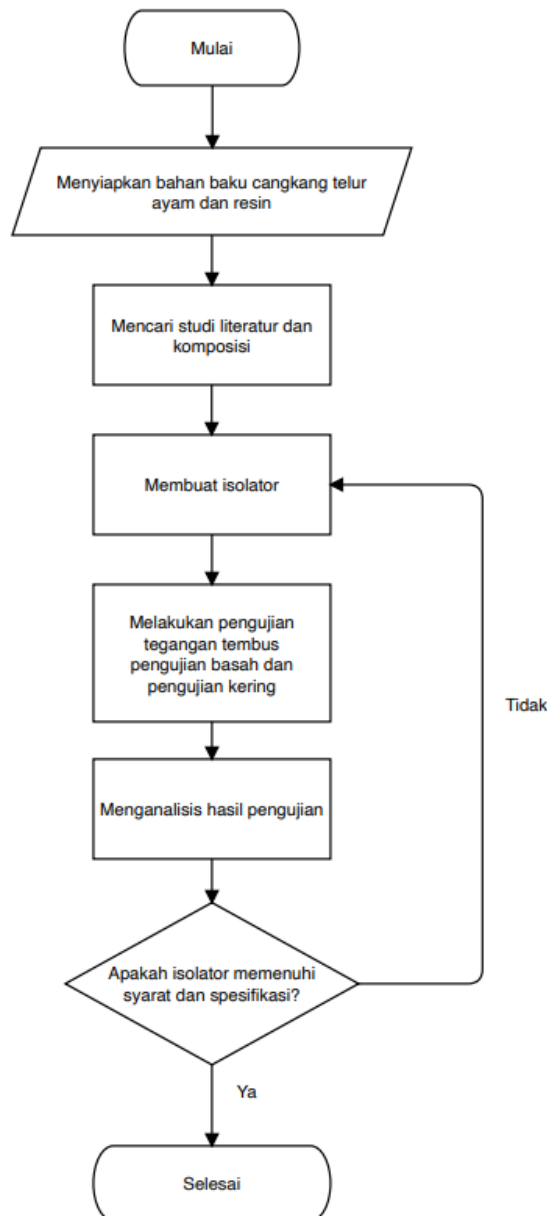 Mulai
Menyiapkan bahan baku cangkang telur
ayam dan resin
Mencari studi literatur dan
komposisi
Membuat isolator
Melakukan pengujian
tegangan tembus
pengujian basah dan
pengujian kering
Tidak
Menganalisis hasil pengujian
Apakah isolator memenuhi
syarat dan spesifikasi?
Ya
Selesai